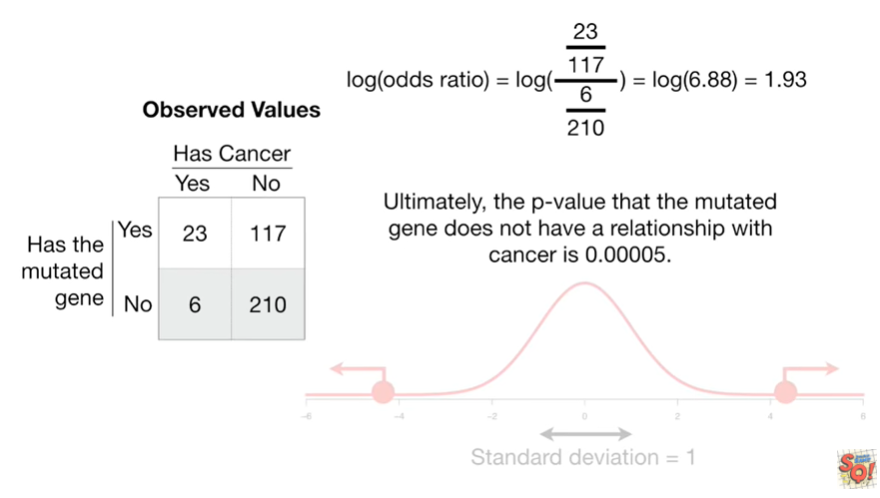 23
117
log(odds ratio) = log( ) = log(6.88) = 1.93
6
210
Observed Values
Has Cancer
Yes No
Has the mutated gene
Yes 23 117
No 6 210
Ultimately, the p-value that the mutated
gene does not have a relationship with
cancer is 0.00005.
-6 -4 -2 0 2 4 6
Standard deviation = 1
SQ!